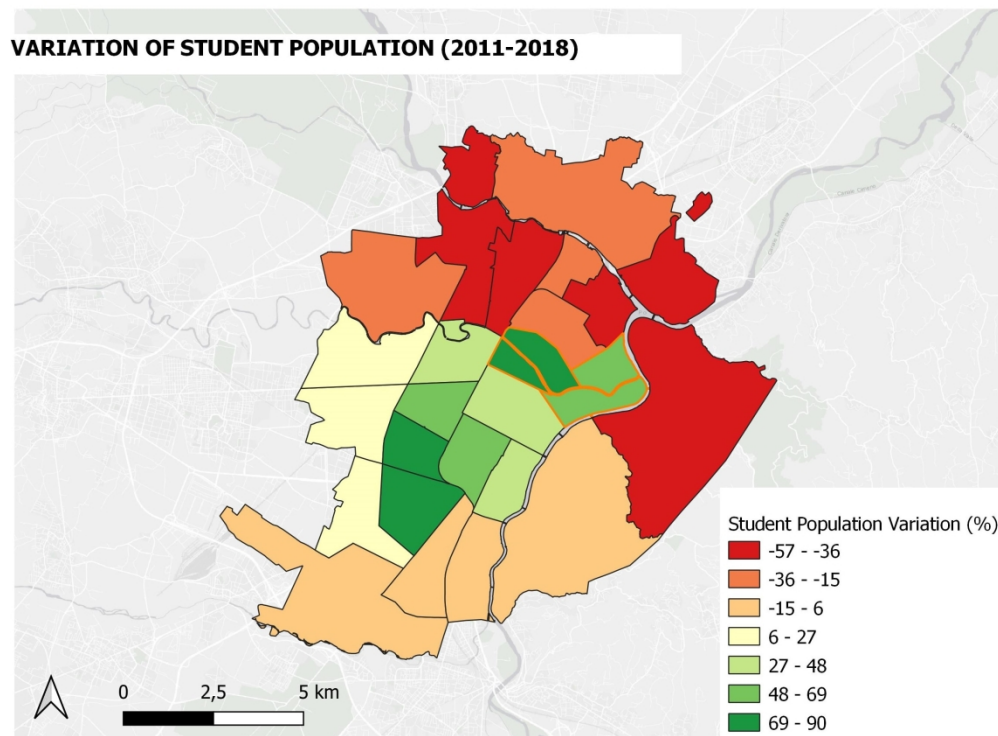 VARIATION OF STUDENT POPULATION (2011-2018)
Student Population Variation (%)
-57 - -36
-36 - -15
-15 - 6
6 - 27
27 - 48
48 - 69
69 - 90
0 2,5 5 km